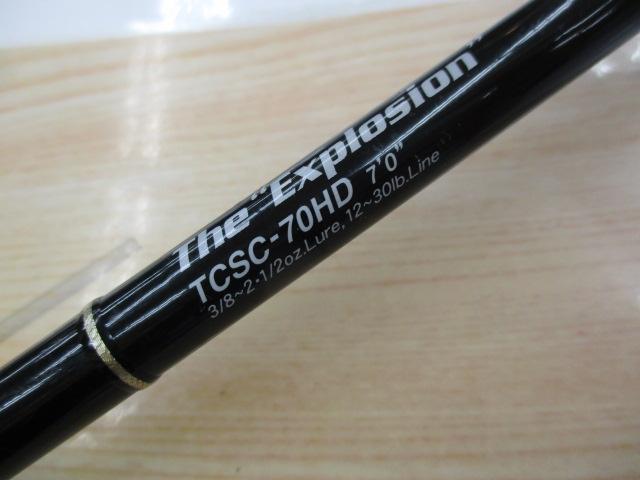 The "Explosion"
TCSC-70HD 7'0"
3/8~2·1/2oz.Lure,12~30lb.Line